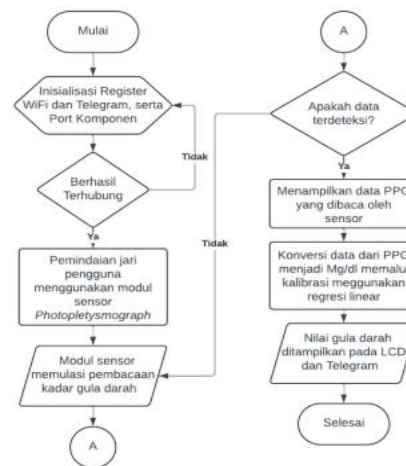 Mulai
Inisialisasi Register
WiFi dan Telegram, serta
Port Komponen
Tidak
Berhasil
Terhubung
Ya
Pemindaian jari
pengguna
menggunakan modul
sensor
Photopletysmograph
Modul sensor
memulasi pembacaan
kadar gula darah
A
A
Apakah data
terdeteksi?
Tidak
Ya
Menampilkan data PPG
yang dibaca oleh
sensor
Konversi data dari PPG
menjadi Mg/dl memalui
kalibrasi meggunakan
regresi linear
Nilai gula darah
ditampilkan pada LCD
dan Telegram
Selesai